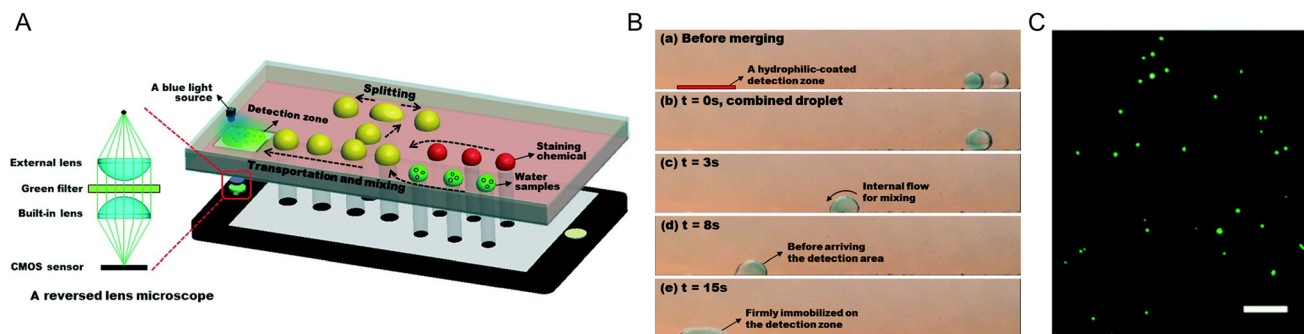 A
A blue light
source
Detection zone
Splitting
External lens
Green filter
Built-in lens
CMOS sensor
A reversed lens microscope
Transportation and mixing
Staining
chemical
Water
samples
B
(a) Before merging
A hydrophilic-coated
detection zone
(b) t = 0s, combined droplet
(c) t = 3s
Internal flow
for mixing
(d) t = 8s
Before arriving
the detection area
(e) t = 15s
Firmly immobilized on
the detection zone
C